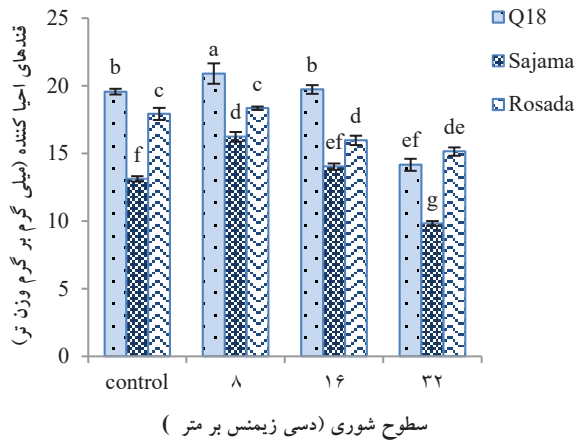 Q18
Sajama
Rosada
قندهای احیا کننده (میلی گرم بر گرم وزن تر)
25
20
15
10
5
0
b f c
a d c
b ef d
ef g de
control ۸ ۱۶ ۳۲
سطوح شوری (دسی زیمنس بر متر )